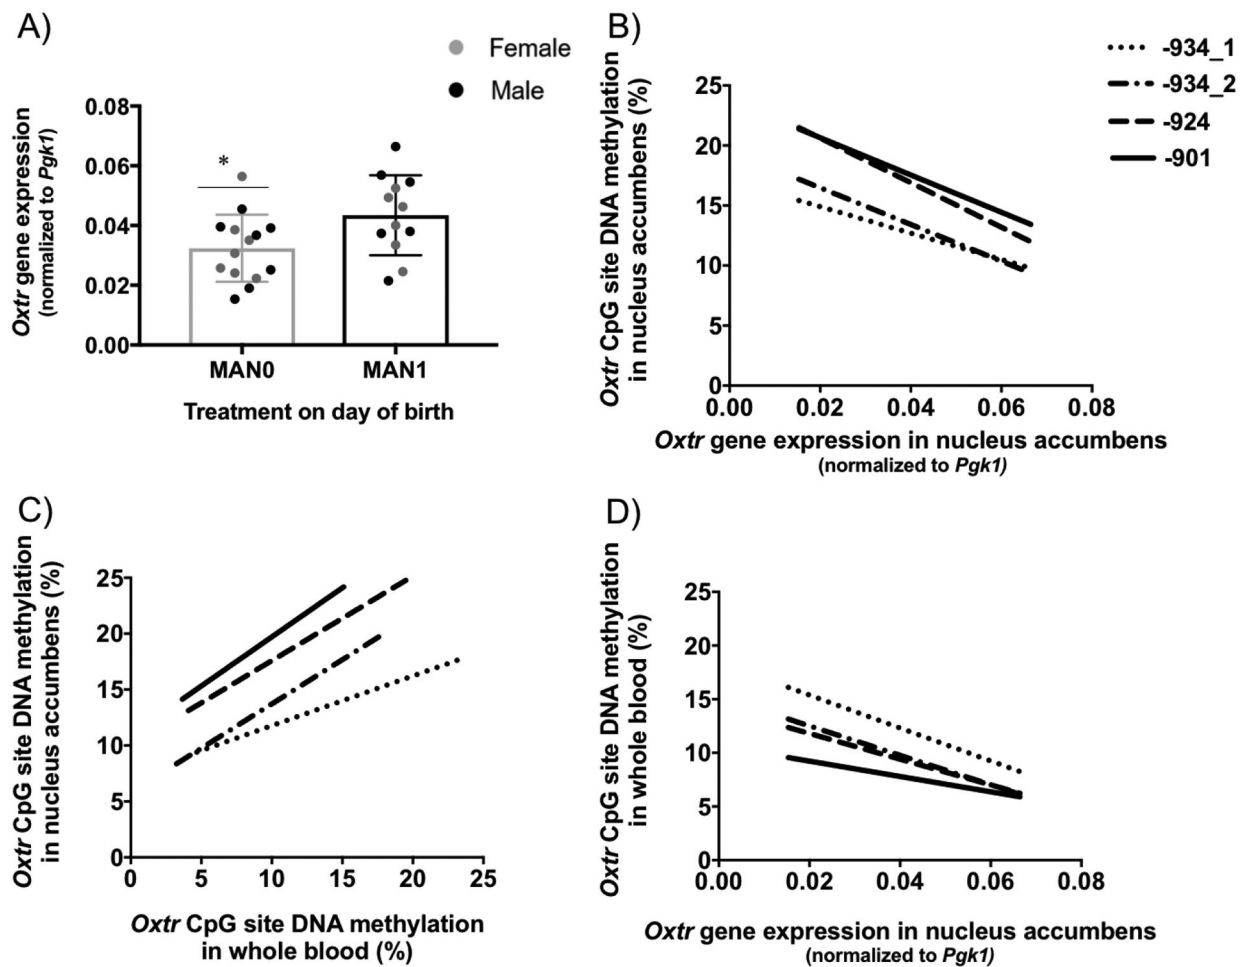 A)
Female
Male
Oxtr gene expression
(normalized to Pgk1)
0.08
0.06
0.04
0.02
0.00
*
MAN0 MAN1
Treatment on day of birth
B)
-934_1
-934_2
-924
-901
Oxtr CpG site DNA methylation
in nucleus accumbens (%)
25
20
15
10
5
0
0.00 0.02 0.04 0.06 0.08
Oxtr gene expression in nucleus accumbens
(normalized to Pgk1)
C)
Oxtr CpG site DNA methylation
in nucleus accumbens (%)
25
20
15
10
5
0
0 5 10 15 20 25
Oxtr CpG site DNA methylation
in whole blood (%)
D)
Oxtr CpG site DNA methylation
in whole blood (%)
25
20
15
10
5
0
0.00 0.02 0.04 0.06 0.08
Oxtr gene expression in nucleus accumbens
(normalized to Pgk1)